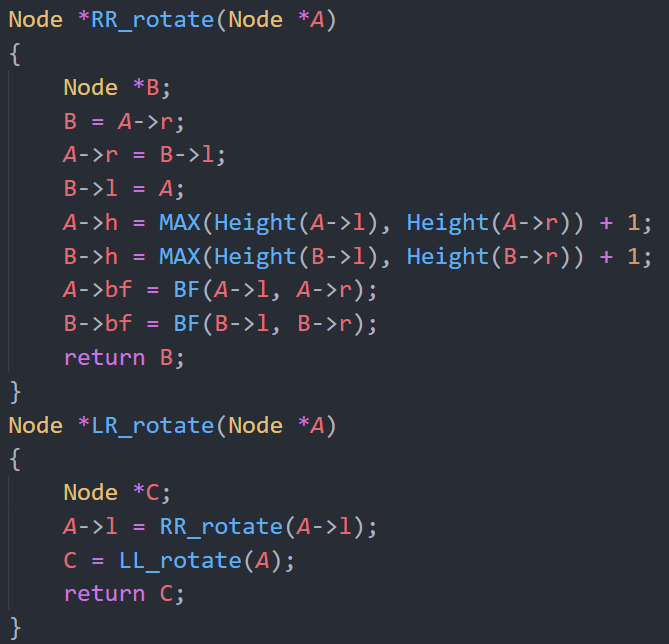 Node *RR_rotate(Node *A)
{
    Node *B;
    B = A->r;
    A->r = B->l;
    B->l = A;
    A->h = MAX(Height(A->l), Height(A->r)) + 1;
    B->h = MAX(Height(B->l), Height(B->r)) + 1;
    A->bf = BF(A->l, A->r);
    B->bf = BF(B->l, B->r);
    return B;
}
Node *LR_rotate(Node *A)
{
    Node *C;
    A->l = RR_rotate(A->l);
    C = LL_rotate(A);
    return C;
}